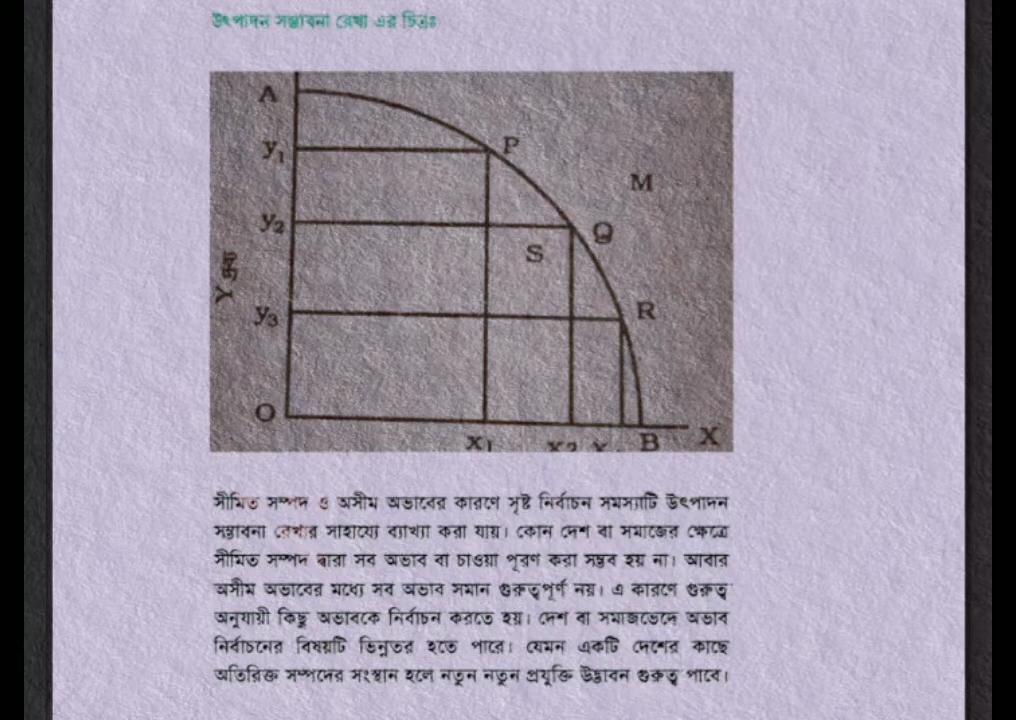 উৎপাদন সম্ভাবনা রেখা এর চিত্রঃ
A
y₁
P
M
y₂
Q
S
Y দ্রব্য
y₃
R
O
X₁
X₂
B
X
সীমিত সম্পদ ও অসীম অভাবের কারণে সৃষ্ট নির্বাচন সমস্যাটি উৎপাদন
সম্ভাবনা রেখার সাহায্যে ব্যাখ্যা করা যায়। কোন দেশ বা সমাজের ক্ষেত্রে
সীমিত সম্পদ দ্বারা সব অভাব বা চাওয়া পূরণ করা সম্ভব হয় না। আবার
অসীম অভাবের মধ্যে সব অভাব সমান গুরুত্বপূর্ণ নয়। এ কারণে গুরুত্ব
অনুযায়ী কিছু অভাবকে নির্বাচন করতে হয়। দেশ বা সমাজভেদে অভাব
নির্বাচনের বিষয়টি ভিন্নতর হতে পারে। যেমন একটি দেশের কাছে
অতিরিক্ত সম্পদের সংস্থান হলে নতুন নতুন প্রযুক্তি উদ্ভাবন গুরুত্ব পাবে।